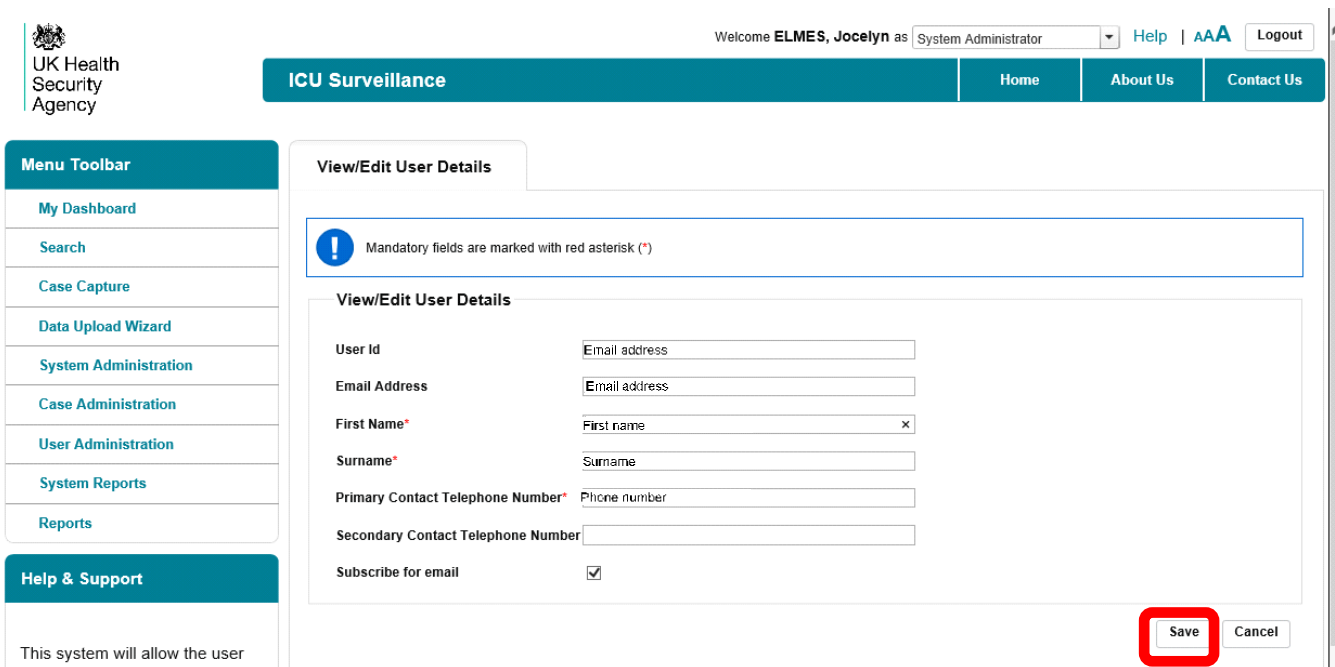 UK Health
Security
Agency
Welcome ELMES, Jocelyn as System Administrator Help | AAA Logout
ICU Surveillance Home About Us Contact Us
Menu Toolbar
My Dashboard
Search
Case Capture
Data Upload Wizard
System Administration
Case Administration
User Administration
System Reports
Reports
Help & Support
This system will allow the user
View/Edit User Details
! Mandatory fields are marked with red asterisk (*)
View/Edit User Details
User Id Email address
Email Address Email address
First Name* First name ×
Surname* Surname
Primary Contact Telephone Number* Phone number
Secondary Contact Telephone Number
Subscribe for email
Save Cancel